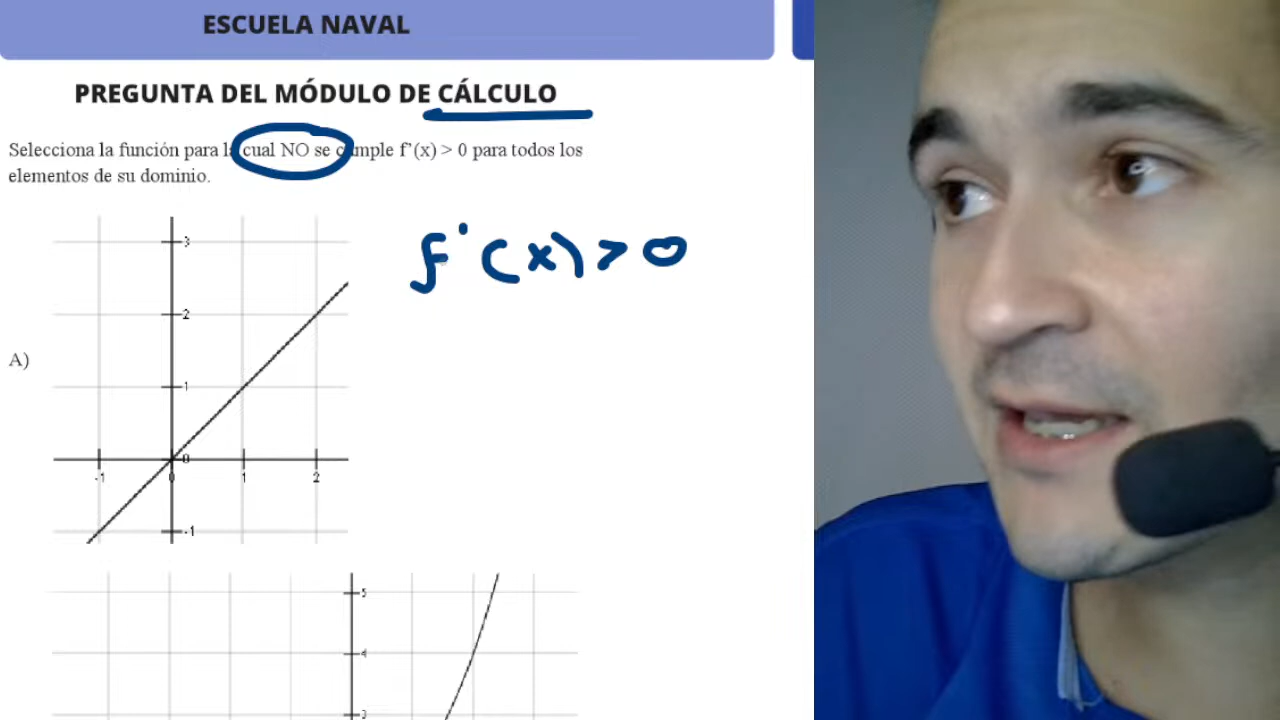 ESCUELA NAVAL
PREGUNTA DEL MÓDULO DE CÁLCULO
Selecciona la función para la cual NO se cumple f'(x) > 0 para todos los
elementos de su dominio.
f'(x) > 0
3
2
A)
1
0
-1 0 1 2
-1
5
4
3